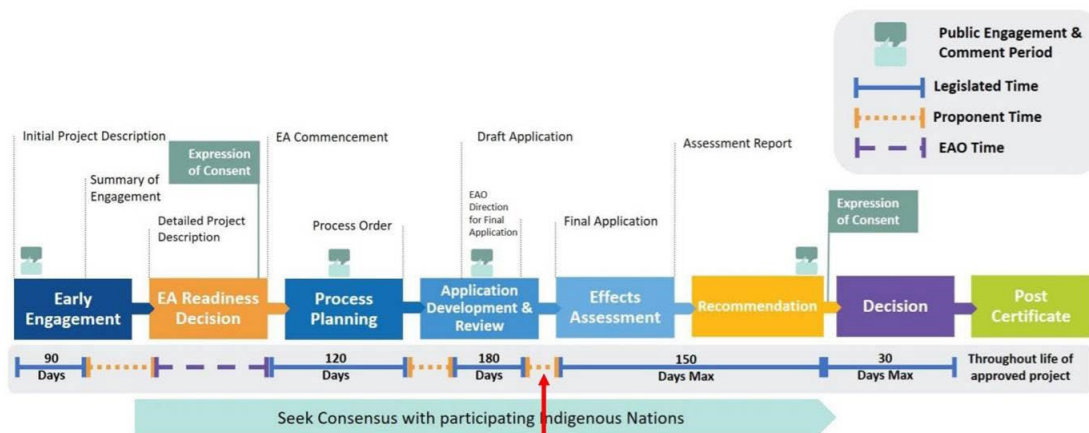 Public Engagement &
Comment Period
Legislated Time
Proponent Time
EAO Time
Initial Project Description
Summary of
Engagement
Expression
of Consent
Detailed Project
Description
EA Commencement
Process Order
Draft Application
EAO
Direction
for Final
Application
Final Application
Assessment Report
Expression
of Consent
Early
Engagement
EA Readiness
Decision
Process
Planning
Application
Development &
Review
Effects
Assessment
Recommendation
Decision
Post
Certificate
90
Days
120
Days
180
Days
150
Days Max
30
Days Max
Throughout life of
approved project
Seek Consensus with participating Indigenous Nations